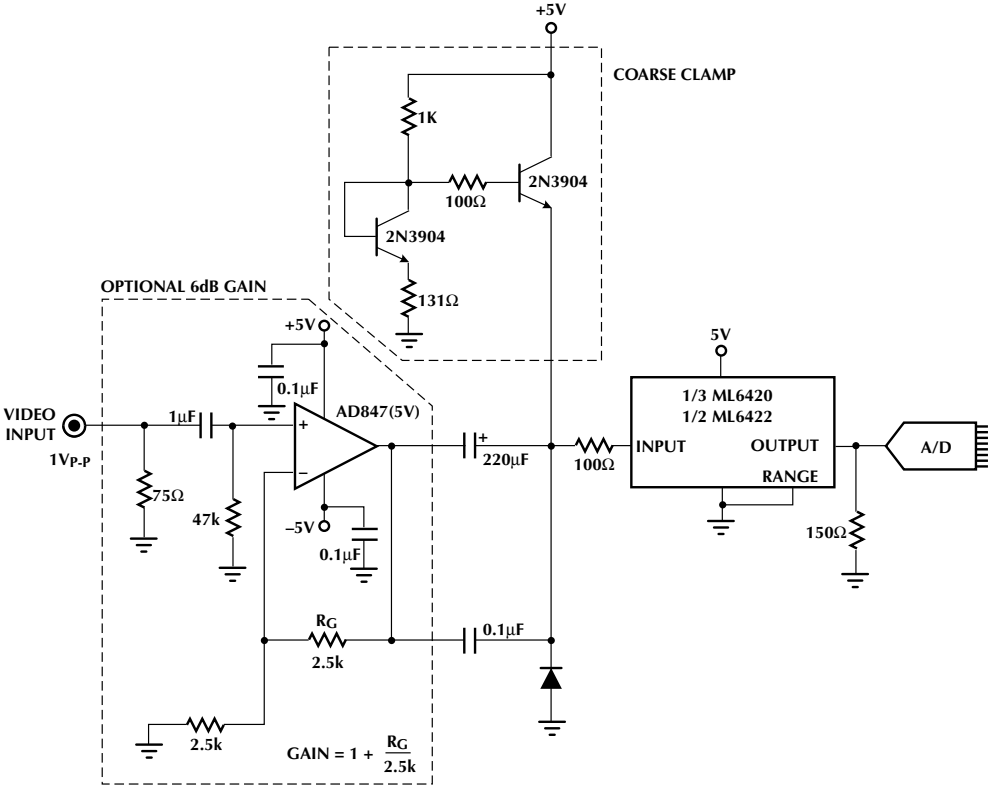 +5V
COARSE CLAMP
1K
2N3904
100Ω
2N3904
131Ω
OPTIONAL 6dB GAIN
+5V
0.1μF
AD847(5V)
VIDEO
INPUT
1VP-P
1μF
+
–
75Ω
47k
–5V
0.1μF
+
220μF
100Ω
5V
1/3 ML6420
1/2 ML6422
INPUT
OUTPUT
RANGE
A/D
150Ω
RG
2.5k
0.1μF
2.5k
GAIN = 1 + RG
2.5k